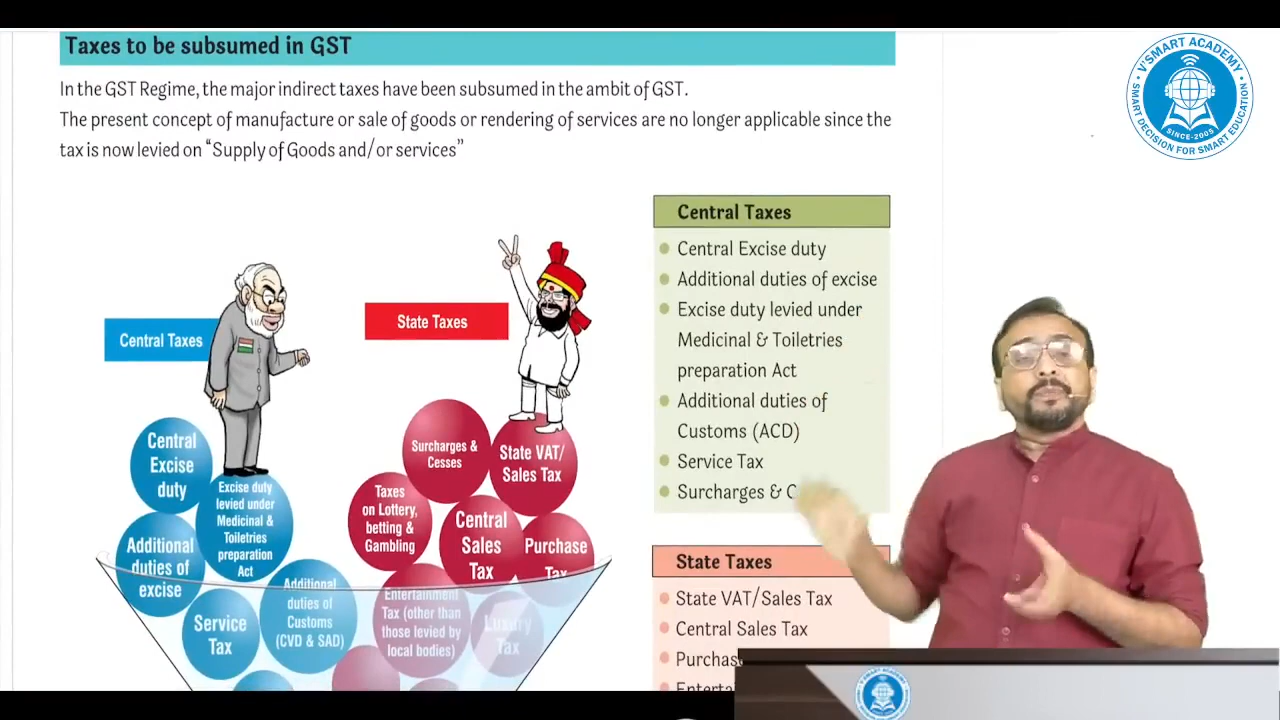 Taxes to be subsumed in GST
In the GST Regime, the major indirect taxes have been subsumed in the ambit of GST.
The present concept of manufacture or sale of goods or rendering of services are no longer applicable since the
tax is now levied on “Supply of Goods and/or services”
V'SMART ACADEMY
SMART DECISION FOR SMART EDUCATION
SINCE-2005
Central Taxes
State Taxes
Central
Excise
duty
Excise duty
levied under
Medicinal &
Toiletries
preparation
Act
Additional
duties of
excise
Service
Tax
Additional
duties of
Customs
(CVD & SAD)
Surcharges &
Cesses
State VAT/
Sales Tax
Taxes
on Lottery,
betting &
Gambling
Central
Sales
Tax
Purchase
Tax
Entertainment
Tax (other than
those levied by
local bodies)
Luxury
Tax
Central Taxes
Central Excise duty
Additional duties of excise
Excise duty levied under
Medicinal & Toiletries
preparation Act
Additional duties of
Customs (ACD)
Service Tax
Surcharges &
State Taxes
State VAT/Sales Tax
Central Sales Tax